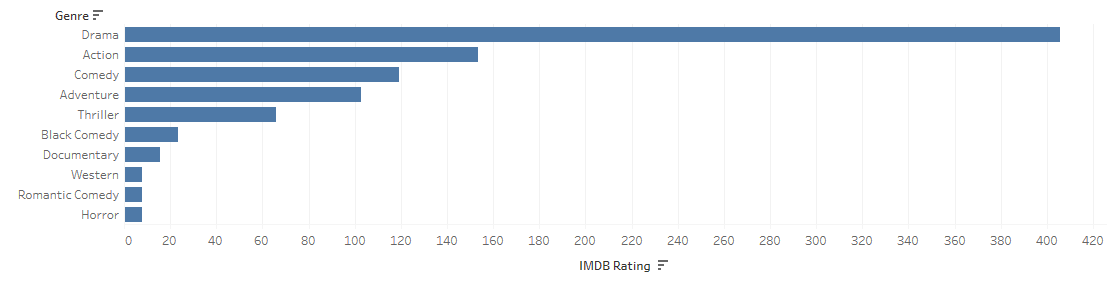 Genre
Drama
Action
Comedy
Adventure
Thriller
Black Comedy
Documentary
Western
Romantic Comedy
Horror
0 20 40 60 80 100 120 140 160 180 200 220 240 260 280 300 320 340 360 380 400 420
IMDB Rating